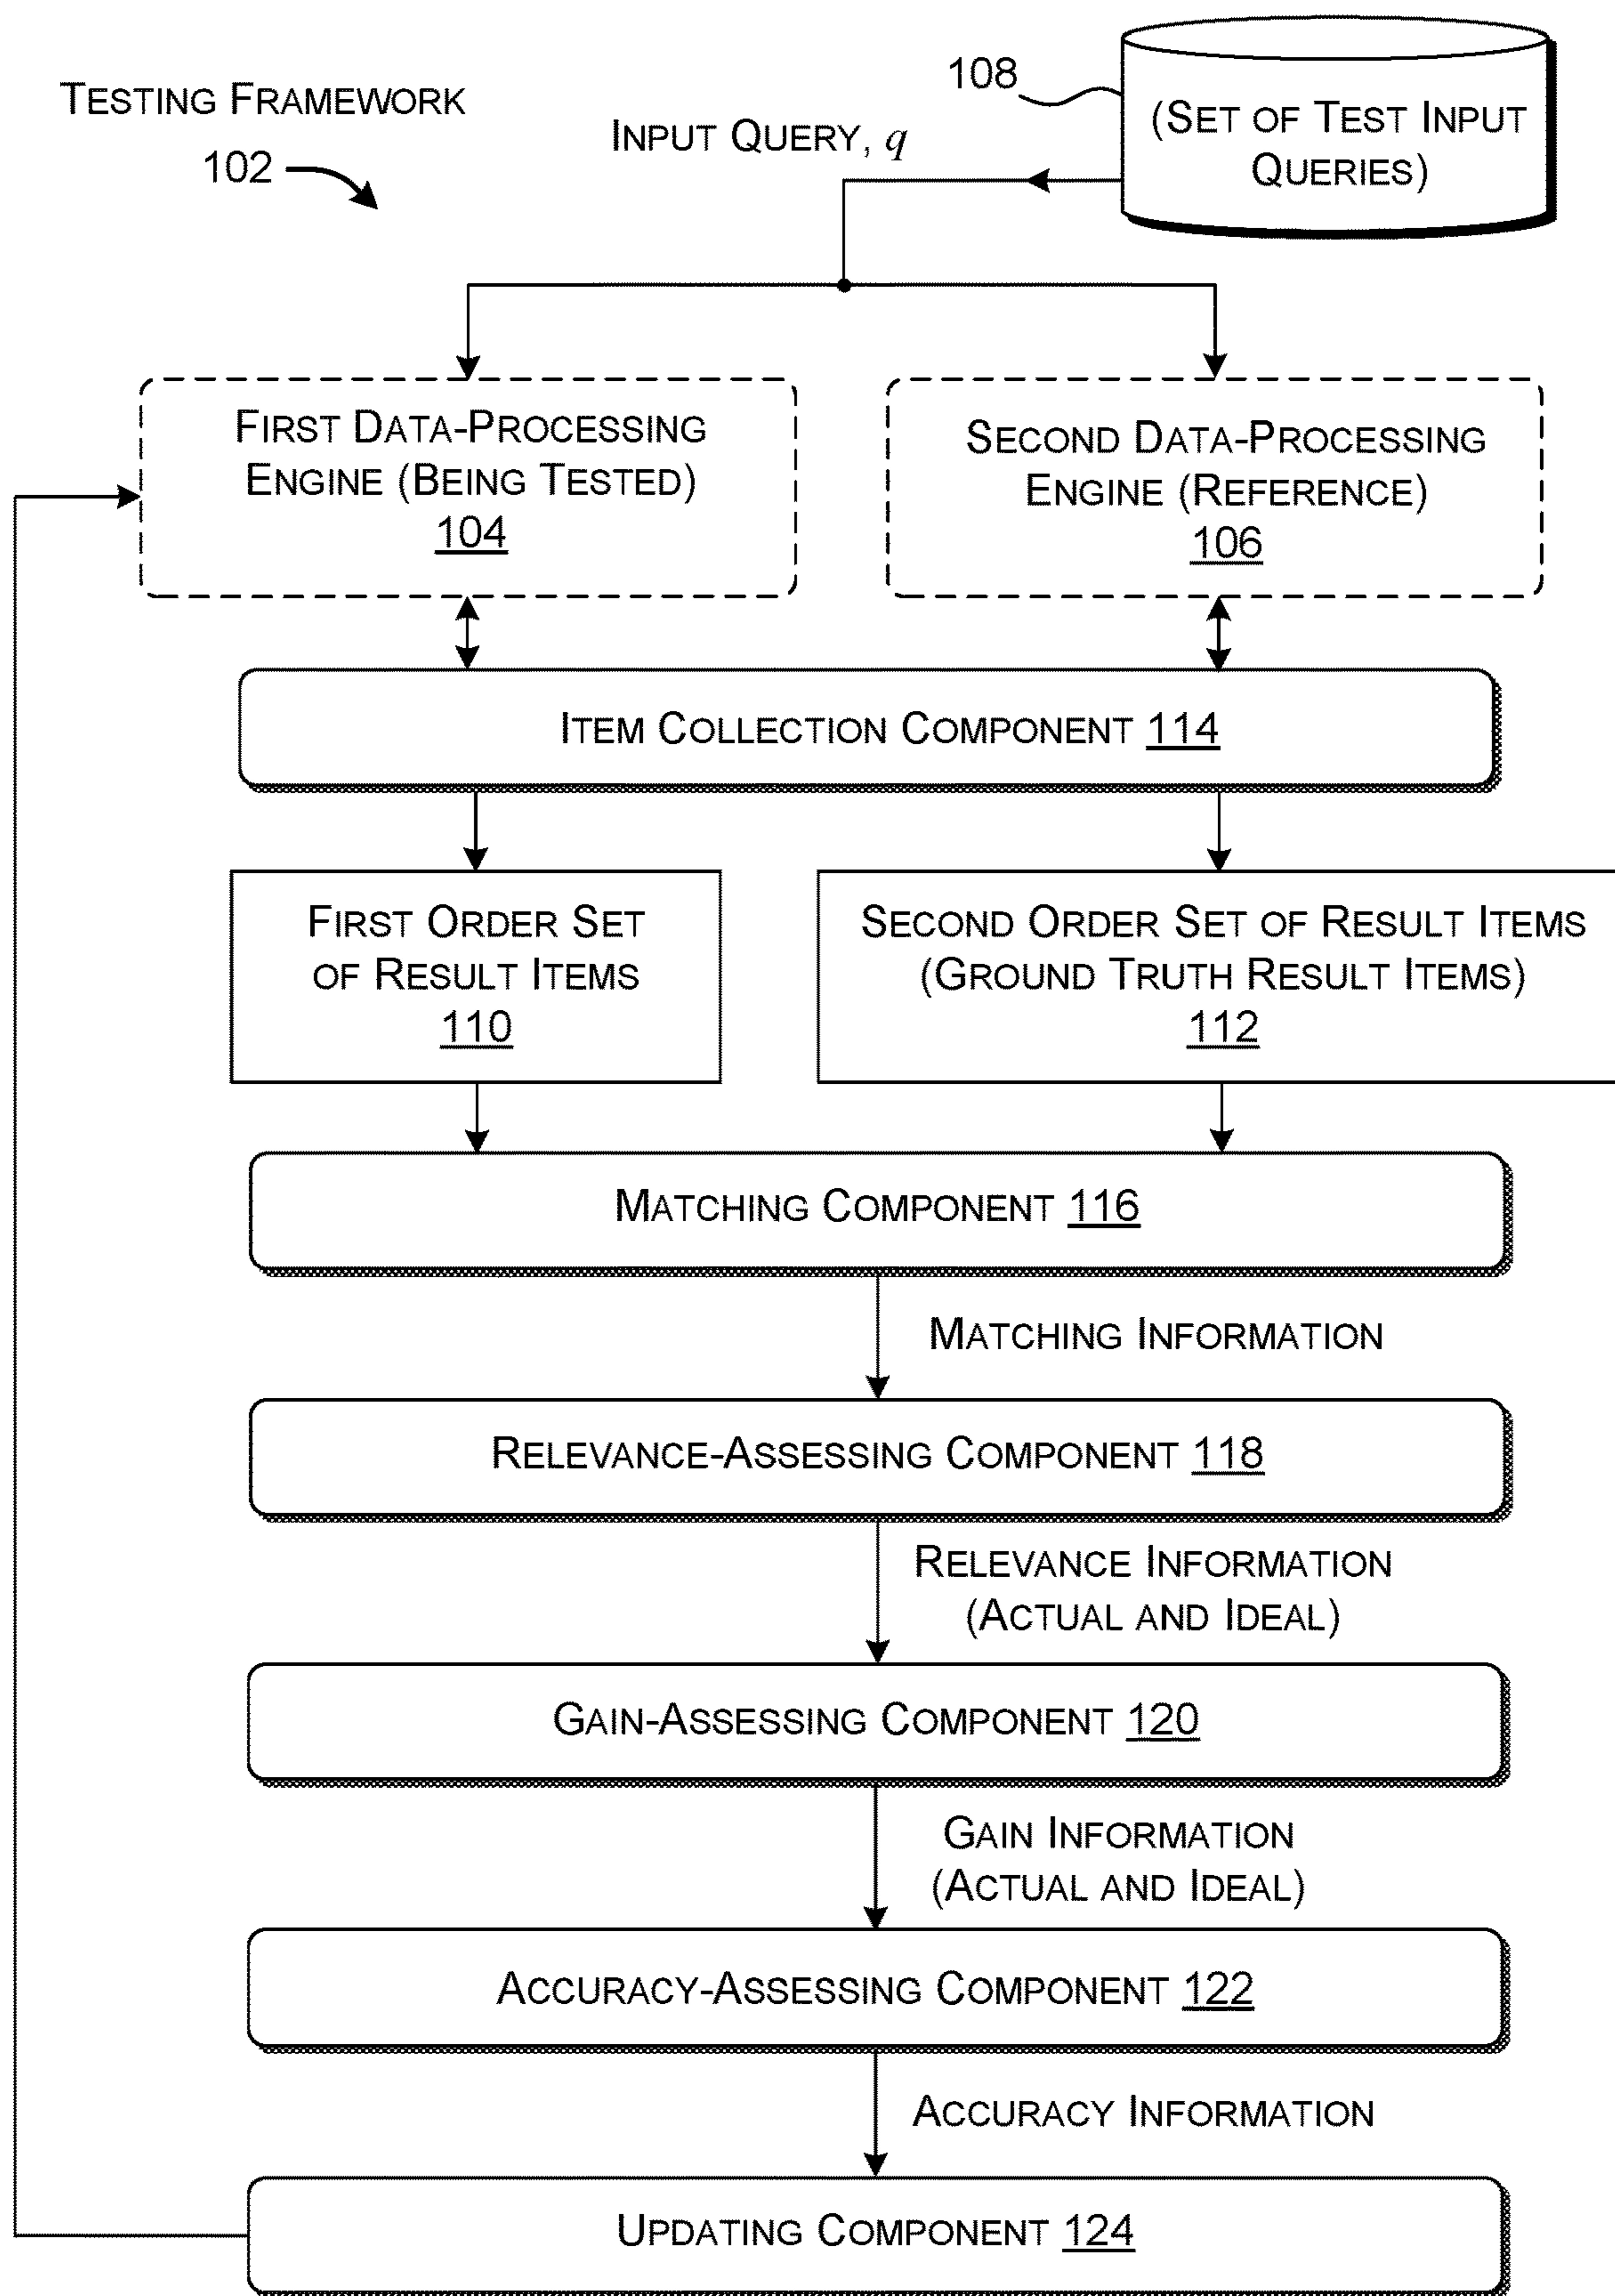 TESTING FRAMEWORK
102
108
(SET OF TEST INPUT
QUERIES)
INPUT QUERY, q
FIRST DATA-PROCESSING
ENGINE (BEING TESTED)
104
SECOND DATA-PROCESSING
ENGINE (REFERENCE)
106
ITEM COLLECTION COMPONENT 114
FIRST ORDER SET
OF RESULT ITEMS
110
SECOND ORDER SET OF RESULT ITEMS
(GROUND TRUTH RESULT ITEMS)
112
MATCHING COMPONENT 116
MATCHING INFORMATION
RELEVANCE-ASSESSING COMPONENT 118
RELEVANCE INFORMATION
(ACTUAL AND IDEAL)
GAIN-ASSESSING COMPONENT 120
GAIN INFORMATION
(ACTUAL AND IDEAL)
ACCURACY-ASSESSING COMPONENT 122
ACCURACY INFORMATION
UPDATING COMPONENT 124